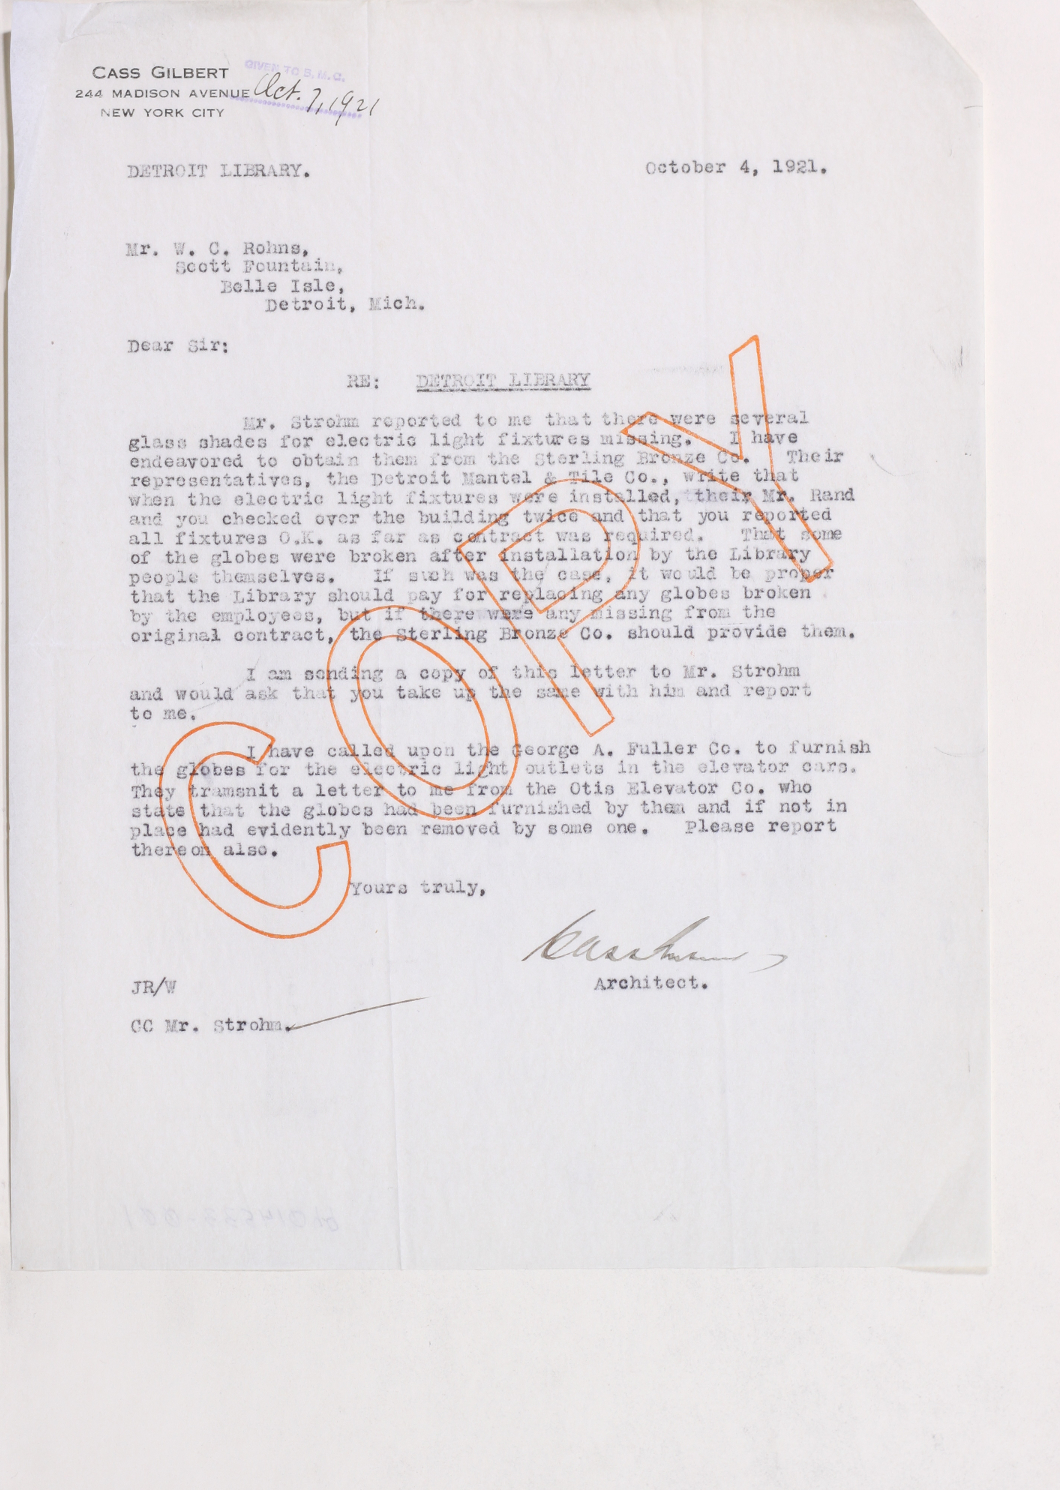 CASS GILBERT
244 MADISON AVENUE
NEW YORK CITY
GIVEN TO S.M.C.
Oct. 7, 1921
DETROIT LIBRARY.
October 4, 1921.
Mr. W. C. Rohns,
Scott Fountain,
Belle Isle,
Detroit, Mich.
Dear Sir:
RE: DETROIT LIBRARY
Mr. Strohm reported to me that there were several
glass shades for electric light fixtures missing. I have
endeavored to obtain them from the Sterling Bronze Co. Their
representatives, the Detroit Mantel & Tile Co., write that
when the electric light fixtures were installed, their Mr. Rand
and you checked over the building twice and that you reported
all fixtures O.K. as far as contract was required. That some
of the globes were broken after installation by the Library
people themselves. If such was the case, it would be proper
that the Library should pay for replacing any globes broken
by the employees, but if there were any missing from the
original contract, the Sterling Bronze Co. should provide them.
I am sending a copy of this letter to Mr. Strohm
and would ask that you take up the same with him and report
to me.
I have called upon the George A. Fuller Co. to furnish
the globes for the electric light outlets in the elevator cars.
They tramsnit a letter to me from the Otis Elevator Co. who
state that the globes had been furnished by them and if not in
place had evidently been removed by some one. Please report
thereon also.
Yours truly,
Architect.
JR/W
CC Mr. Strohm.
COPY